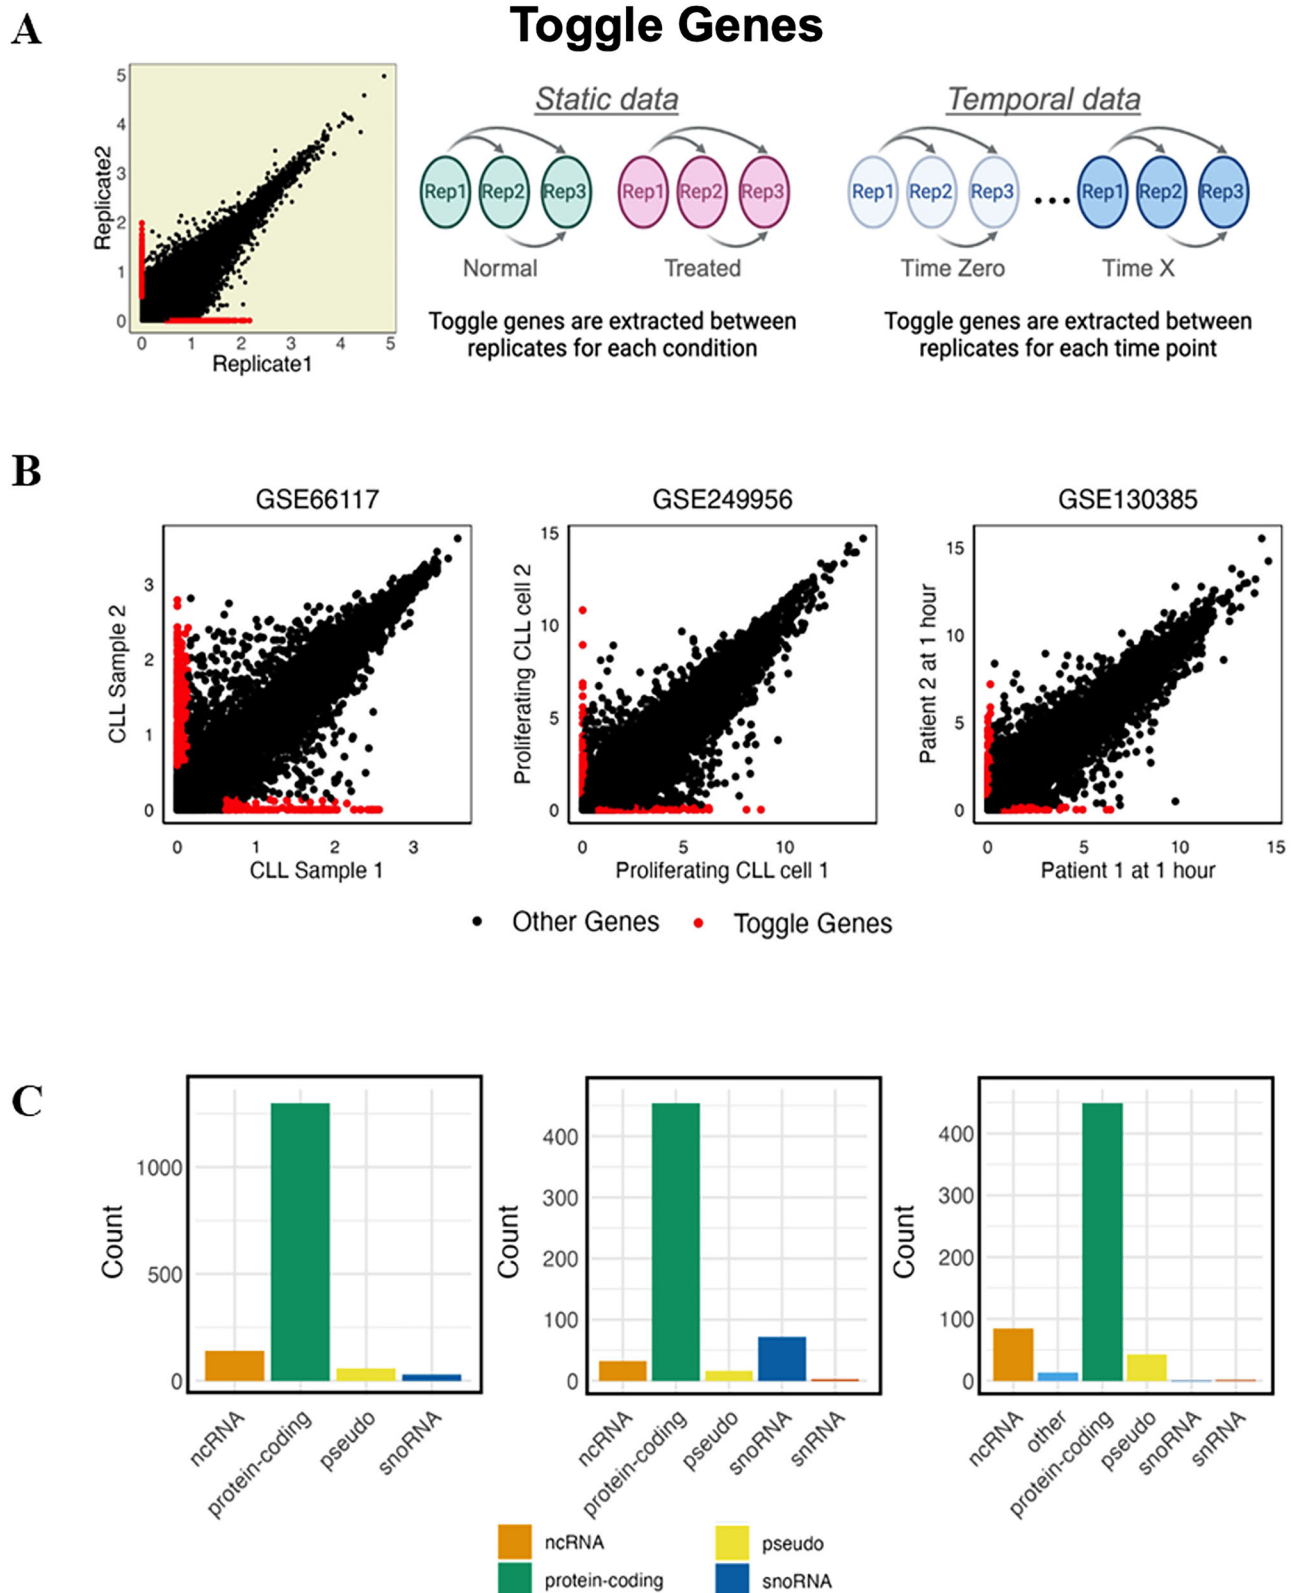 A
Toggle Genes
5
4
3
2
1
0
Replicate2
0 1 2 3 4 5
Replicate1
Static data
Rep1 Rep2 Rep3
Rep1 Rep2 Rep3
Normal
Treated
Toggle genes are extracted between
replicates for each condition
Temporal data
Rep1 Rep2 Rep3 ... Rep1 Rep2 Rep3
Time Zero
Time X
Toggle genes are extracted between
replicates for each time point
B
GSE66117
3
2
1
0
CLL Sample 2
0 1 2 3
CLL Sample 1
GSE249956
15
10
5
0
Proliferating CLL cell 2
0 5 10
Proliferating CLL cell 1
GSE130385
15
10
5
0
Patient 2 at 1 hour
0 5 10 15
Patient 1 at 1 hour
Other Genes
Toggle Genes
C
1000
500
0
Count
ncRNA
protein-coding
pseudo
snoRNA
400
300
200
100
0
Count
ncRNA
protein-coding
pseudo
snoRNA
snRNA
400
300
200
100
0
Count
ncRNA
other
protein-coding
pseudo
snoRNA
snRNA
ncRNA
pseudo
protein-coding
snoRNA